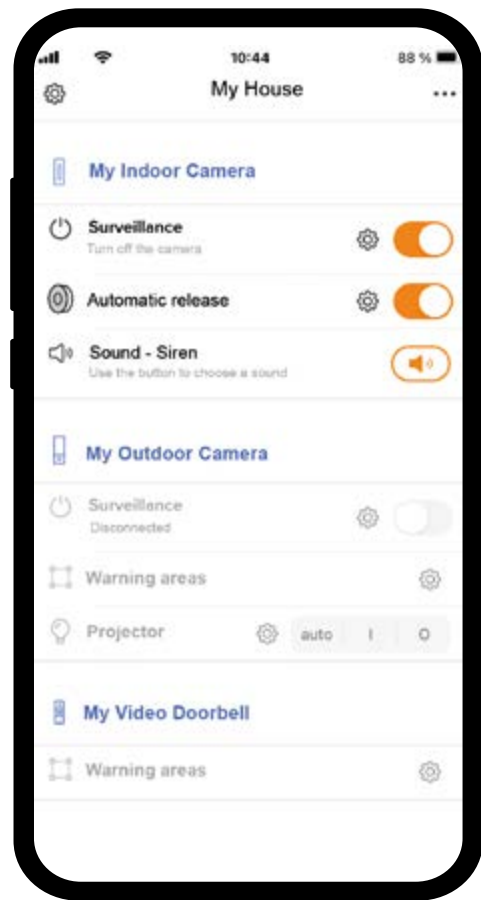 10:44
88 %
My House
My Indoor Camera
Surveillance
Turn off the camera
Automatic release
Sound - Siren
Use the button to choose a sound
My Outdoor Camera
Surveillance
Disconnected
Warning areas
Projector
auto I O
My Video Doorbell
Warning areas